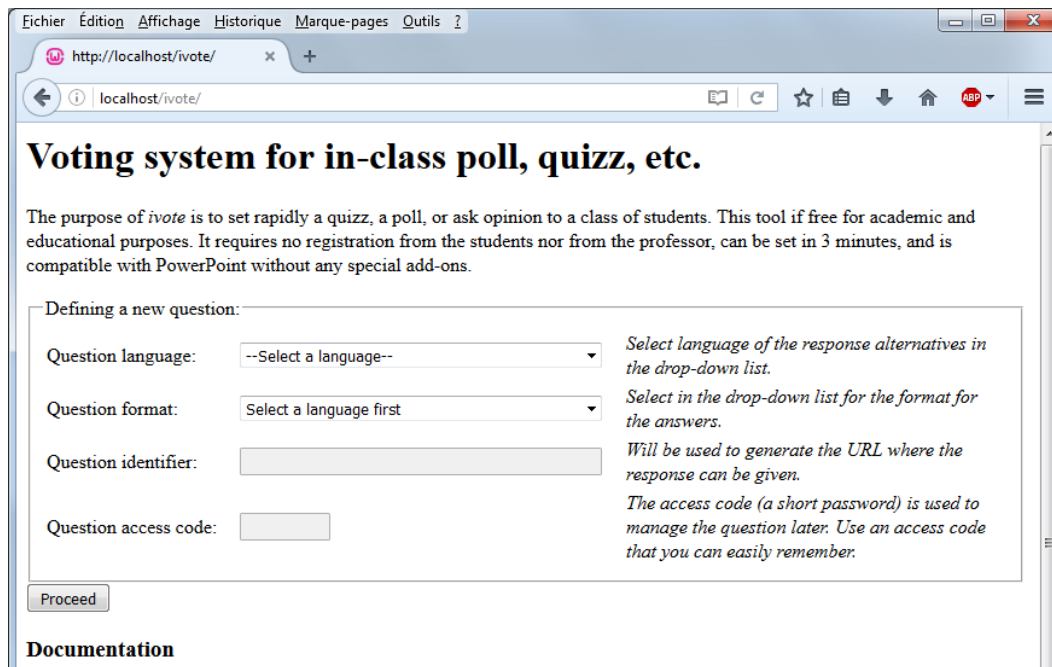 Fichier Édition Affichage Historique Marque-pages Outils ?
http://localhost/ivote/
localhost/ivote/
ABP
Voting system for in-class poll, quizz, etc.
The purpose of ivote is to set rapidly a quizz, a poll, or ask opinion to a class of students. This tool if free for academic and
educational purposes. It requires no registration from the students nor from the professor, can be set in 3 minutes, and is
compatible with PowerPoint without any special add-ons.
Defining a new question:
Question language:
--Select a language--
Select language of the response alternatives in
the drop-down list.
Question format:
Select a language first
Select in the drop-down list for the format for
the answers.
Question identifier:
Will be used to generate the URL where the
response can be given.
Question access code:
The access code (a short password) is used to
manage the question later. Use an access code
that you can easily remember.
Proceed
Documentation